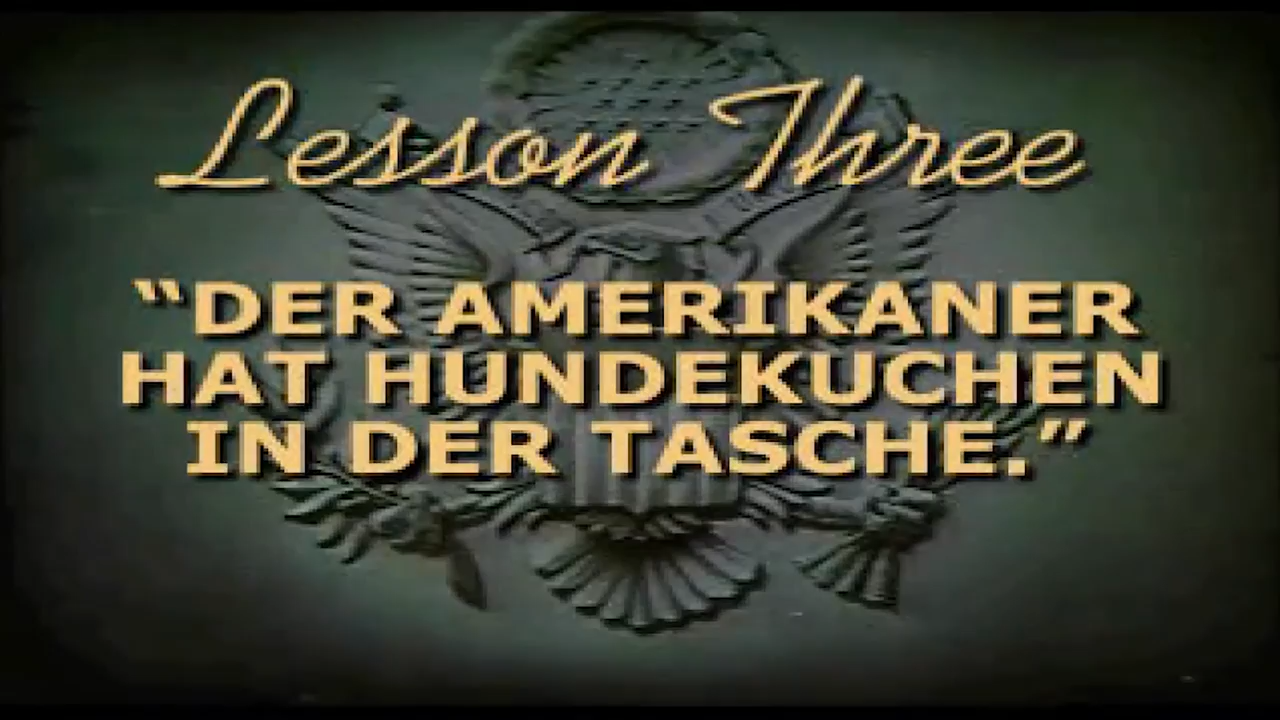 Lesson Three
“DER AMERIKANER
HAT HUNDEKUCHEN
IN DER TASCHE.”